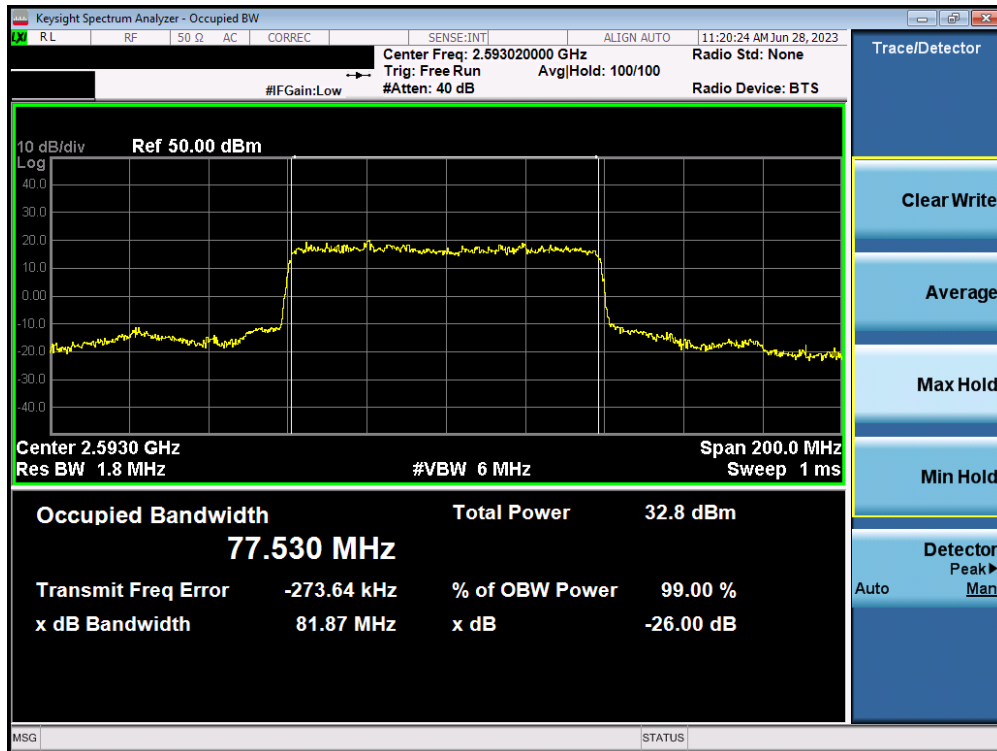 Keysight Spectrum Analyzer - Occupied BW
LXI RL RF 50 Ω AC CORREC SENSE:INT ALIGN AUTO 11:20:24 AM Jun 28, 2023
Center Freq: 2.593020000 GHz Radio Std: None
Trig: Free Run Avg|Hold: 100/100
#IFGain:Low #Atten: 40 dB Radio Device: BTS
Trace/Detector
10 dB/div Ref 50.00 dBm
Log
40.0
30.0
20.0
10.0
0.00
-10.0
-20.0
-30.0
-40.0
Center 2.5930 GHz Span 200.0 MHz
Res BW 1.8 MHz #VBW 6 MHz Sweep 1 ms
Occupied Bandwidth Total Power 32.8 dBm
77.530 MHz
Transmit Freq Error -273.64 kHz % of OBW Power 99.00 %
x dB Bandwidth 81.87 MHz x dB -26.00 dB
Clear Write
Average
Max Hold
Min Hold
Detector
Peak▶
Auto Man
MSG STATUS